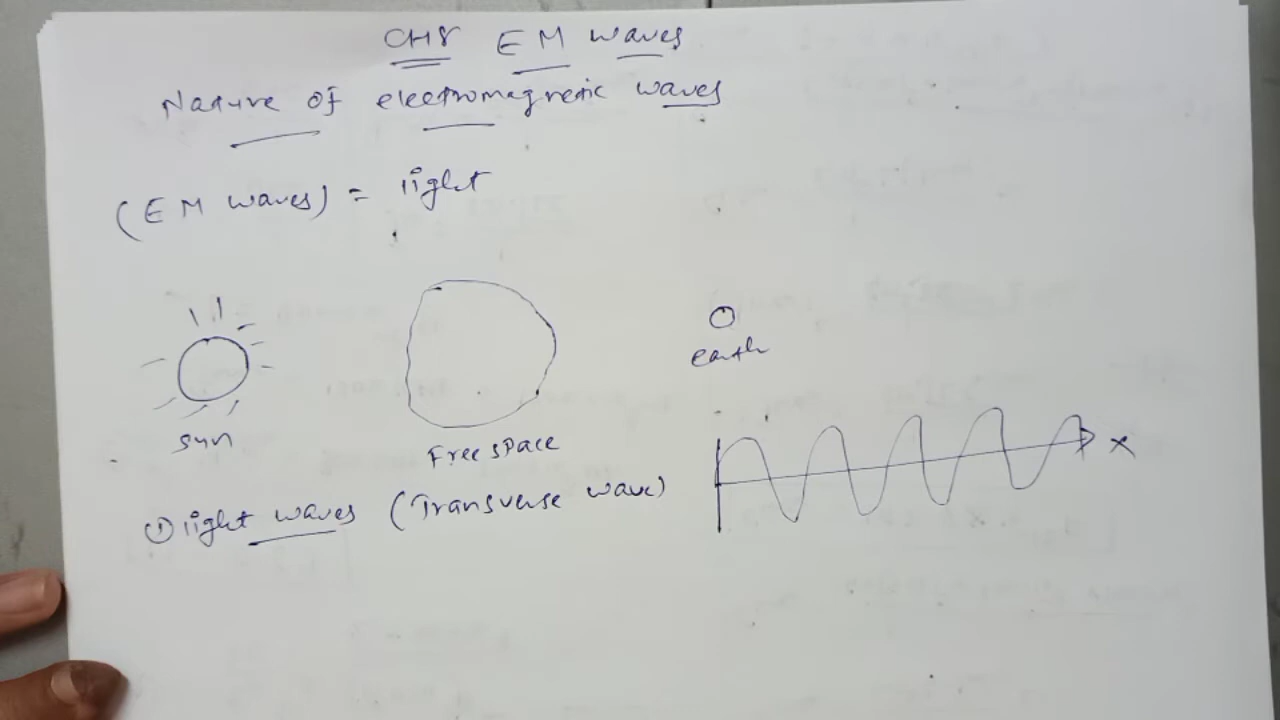 CH8 EM waves
Nature of electromagnetic waves
(EM waves) = light
earth
sun
Free space
x
① light waves (Transverse wave)